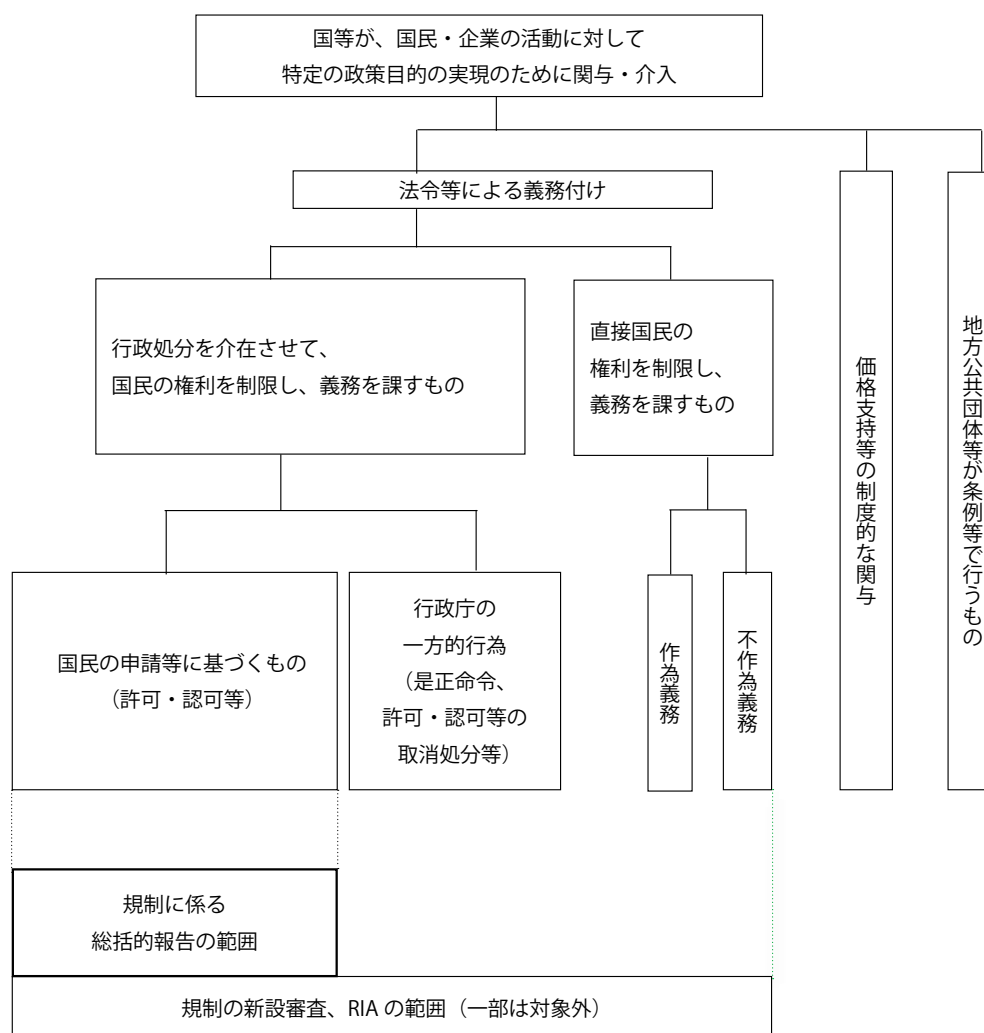 国等が、国民・企業の活動に対して
特定の政策目的の実現のために関与・介入
法令等による義務付け
行政処分を介在させて、
国民の権利を制限し、義務を課すもの
直接国民の
権利を制限し、
義務を課すもの
価格支持等の制度的な関与
地方公共団体等が条例等で行うもの
国民の申請等に基づくもの
（許可・認可等）
行政庁の
一方的行為
（是正命令、
許可・認可等の
取消処分等）
作為義務
不作為義務
規制に係る
総括的報告の範囲
規制の新設審査、RIA の範囲（一部は対象外）